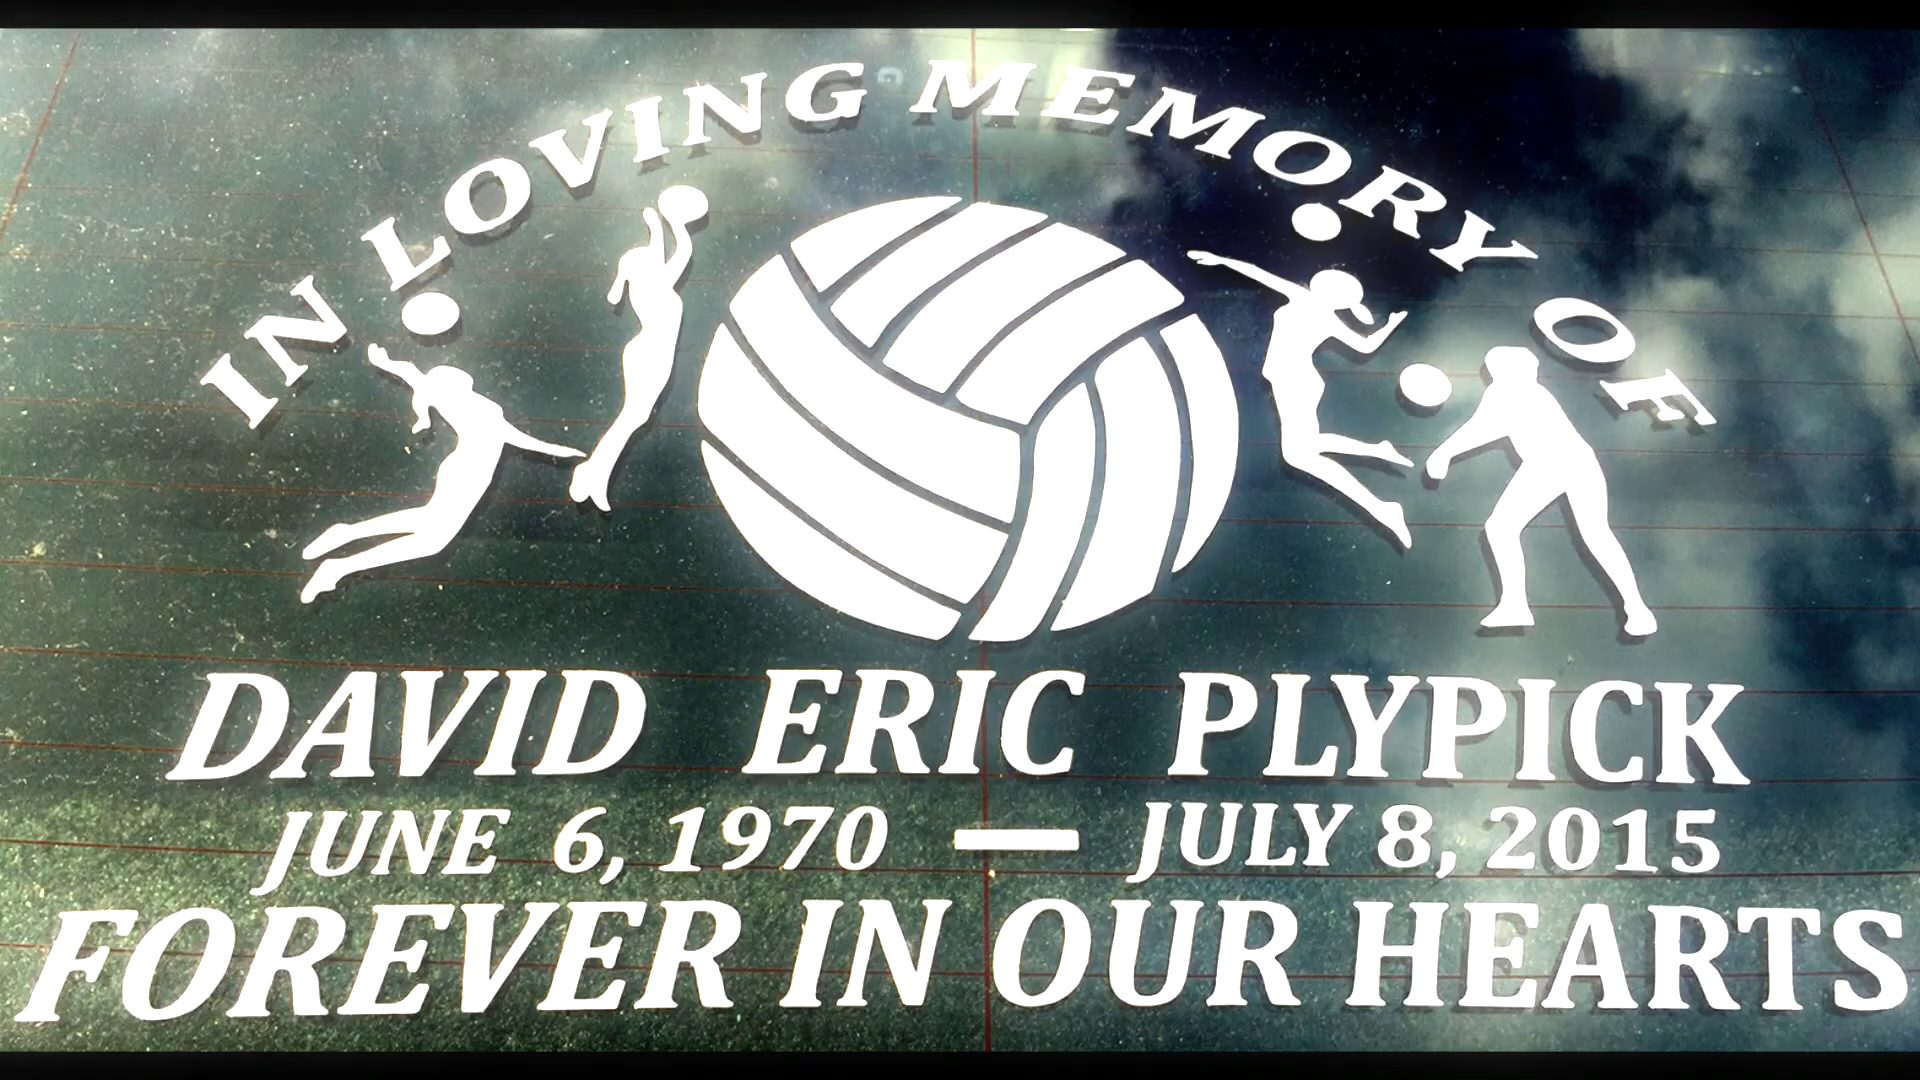 IN LOVING MEMORY OF
DAVID ERIC PLYPICK
JUNE 6, 1970 — JULY 8, 2015
FOREVER IN OUR HEARTS